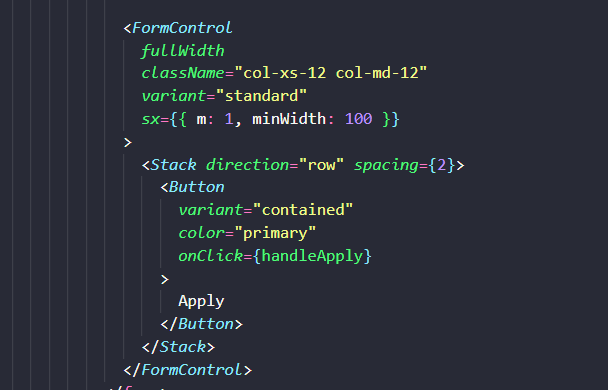 <FormControl
fullWidth
className="col-xs-12 col-md-12"
variant="standard"
sx={{ m: 1, minWidth: 100 }}
>
<Stack direction="row" spacing={2}>
<Button
variant="contained"
color="primary"
onClick={handleApply}
>
Apply
</Button>
</Stack>
</FormControl>